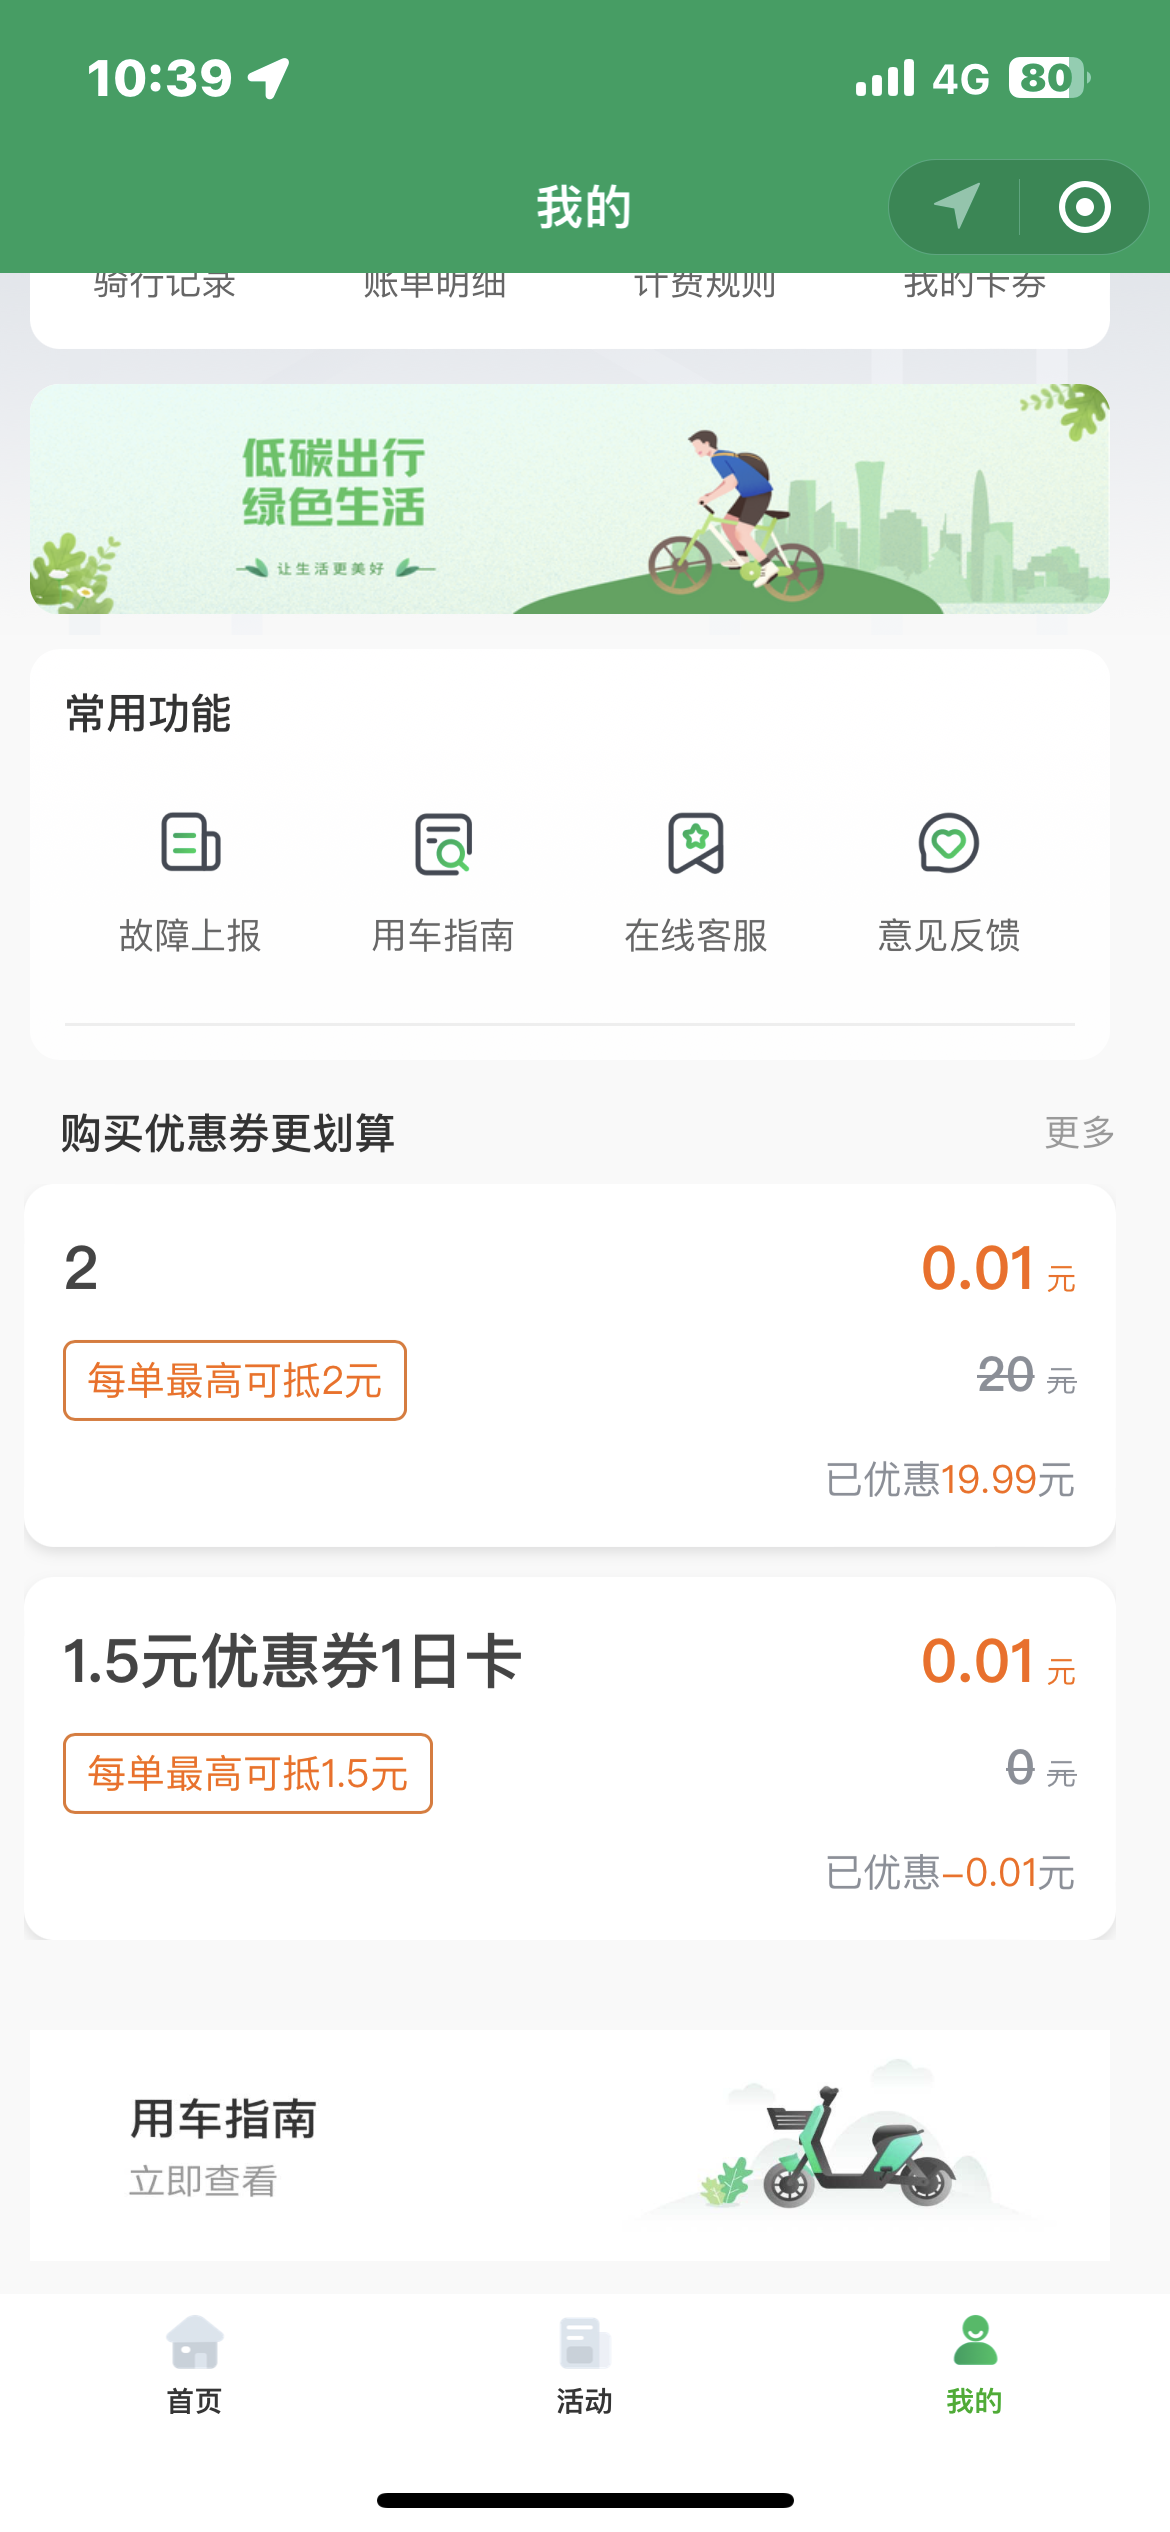 10:39
4G 80
我的
骑行记录 账单明细 计费规则 我的卡券
低碳出行
绿色生活
让生活更美好
常用功能
故障上报 用车指南 在线客服 意见反馈
购买优惠券更划算 更多
2 0.01 元
每单最高可抵2元 20 元
已优惠19.99元
1.5元优惠券1日卡 0.01 元
每单最高可抵1.5元 0 元
已优惠-0.01元
用车指南
立即查看
首页 活动 我的